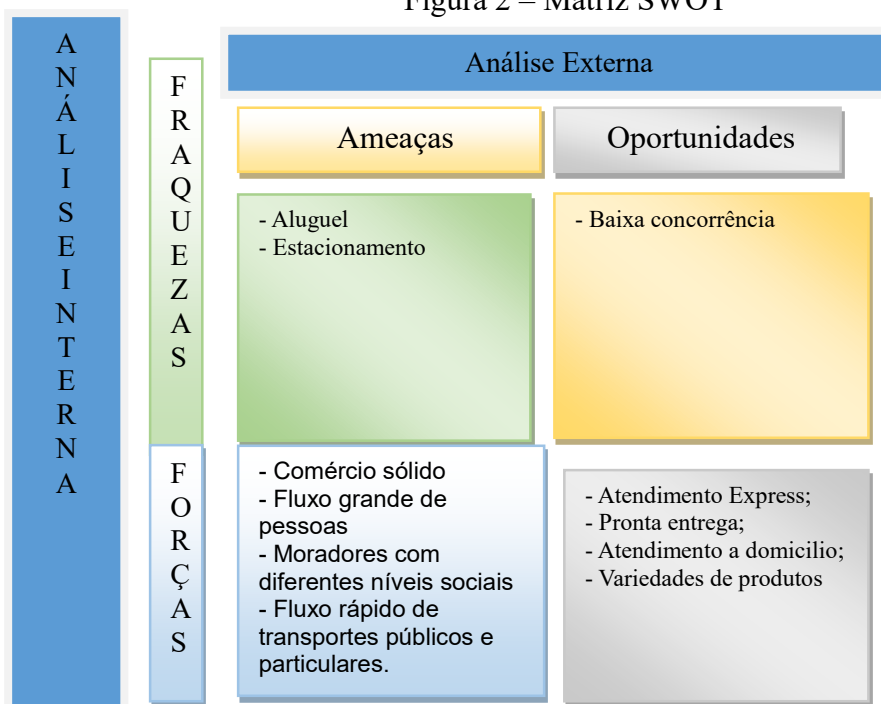 Figura 2 – Matriz SWOT
A
N
Á
L
I
S
E
I
N
T
E
R
N
A
F
R
A
Q
U
E
Z
A
S
F
O
R
Ç
A
S
Análise Externa
Ameaças
Oportunidades
- Aluguel
- Estacionamento
- Baixa concorrência
- Comércio sólido
- Fluxo grande de
pessoas
- Moradores com
diferentes níveis sociais
- Fluxo rápido de
transportes públicos e
particulares.
- Atendimento Express;
- Pronta entrega;
- Atendimento a domicilio;
- Variedades de produtos